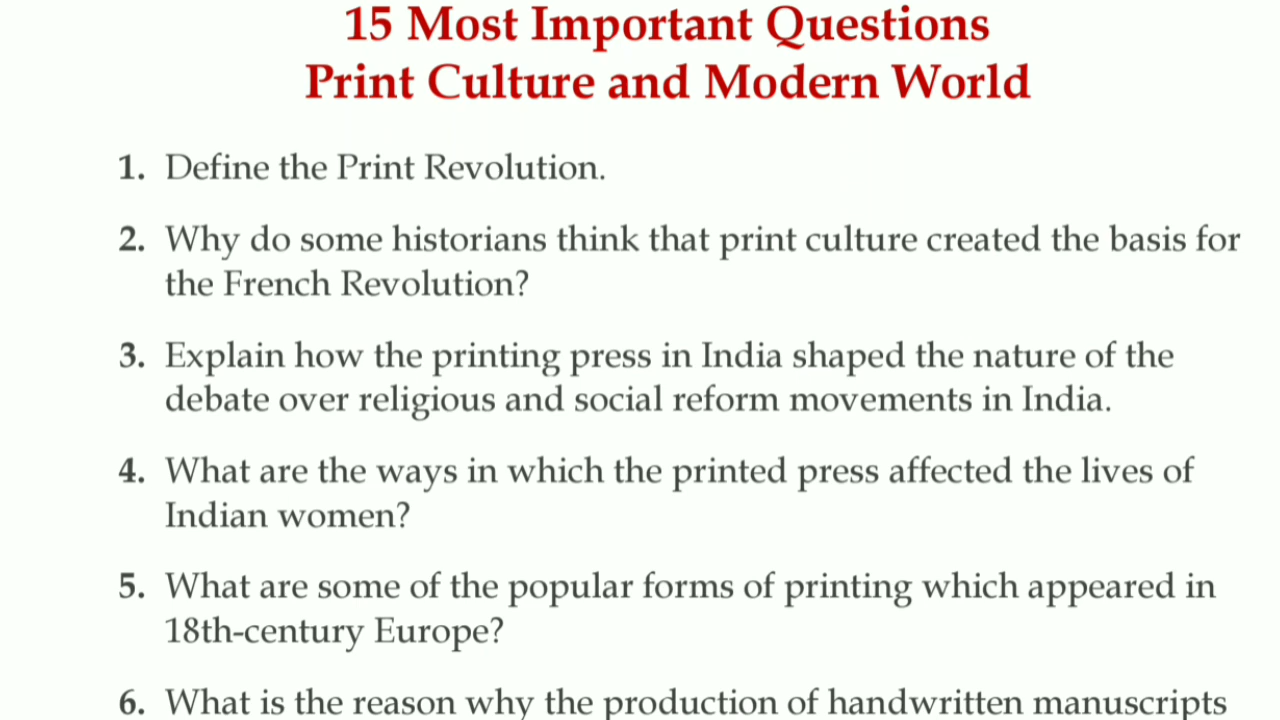 15 Most Important Questions
Print Culture and Modern World
1. Define the Print Revolution.
2. Why do some historians think that print culture created the basis for
the French Revolution?
3. Explain how the printing press in India shaped the nature of the
debate over religious and social reform movements in India.
4. What are the ways in which the printed press affected the lives of
Indian women?
5. What are some of the popular forms of printing which appeared in
18th-century Europe?
6. What is the reason why the production of handwritten manuscripts